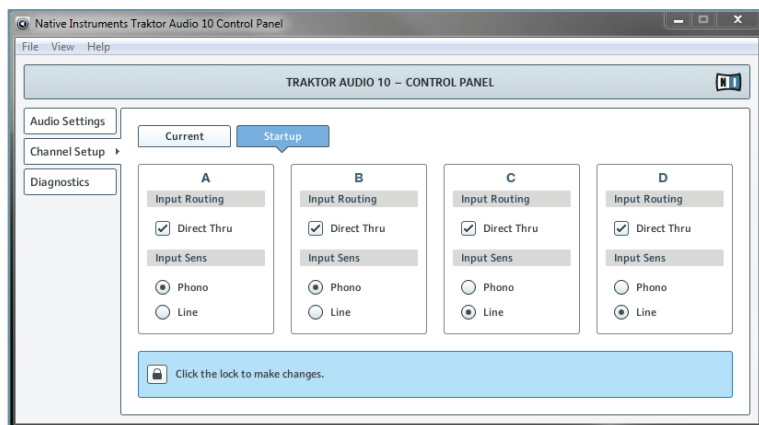 Native Instruments Traktor Audio 10 Control Panel
File View Help
TRAKTOR AUDIO 10 – CONTROL PANEL
NI
Audio Settings
Channel Setup
Diagnostics
Current Startup
A B C D
Input Routing Input Routing Input Routing Input Routing
Direct Thru Direct Thru Direct Thru Direct Thru
Input Sens Input Sens Input Sens Input Sens
Phono Phono Phono Phono
Line Line Line Line
Click the lock to make changes.